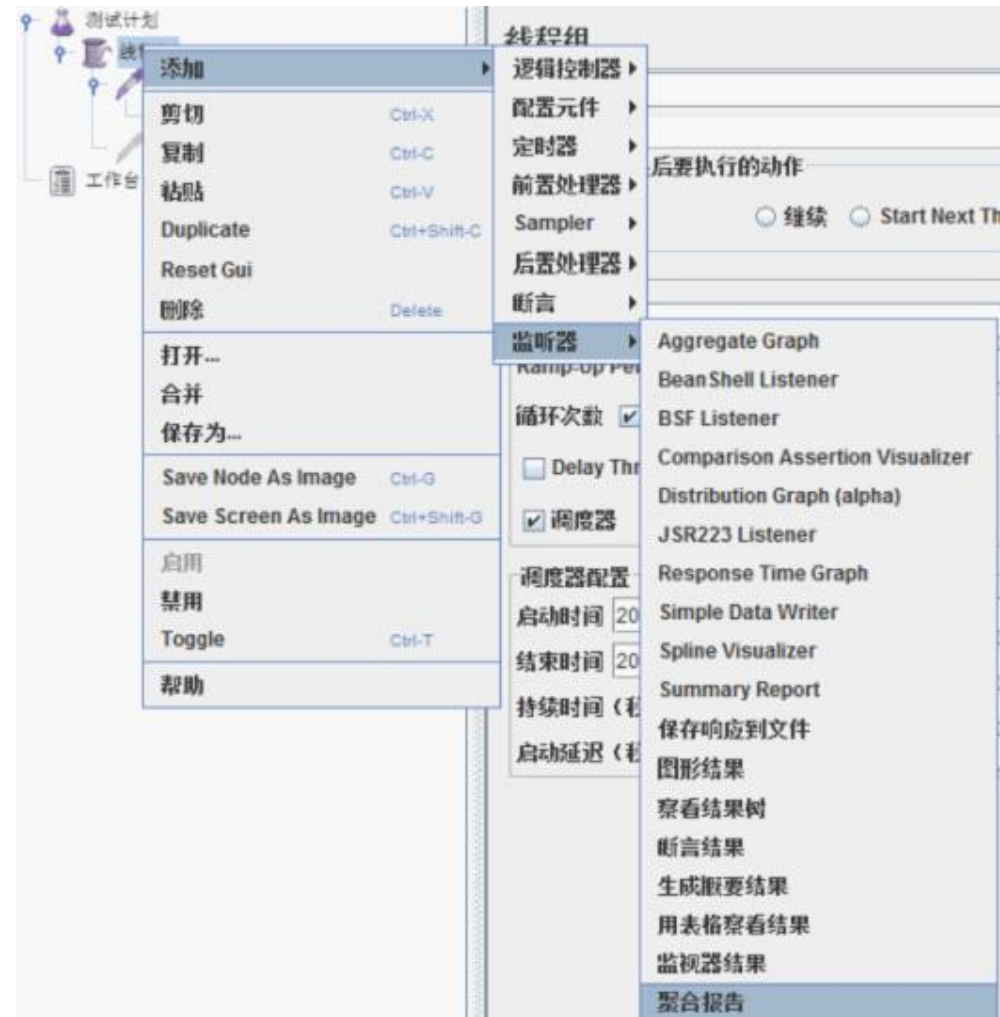 测试计划
线程组
添加
剪切 Ctrl-X
复制 Ctrl-C
粘贴 Ctrl-V
Duplicate Ctrl+Shift-C
Reset Gui
删除 Delete
打开...
合并
保存为...
Save Node As Image Ctrl-G
Save Screen As Image Ctrl+Shift-G
启用
禁用
Toggle Ctrl-T
帮助
工作台
逻辑控制器
配置元件
定时器
前置处理器
Sampler
后置处理器
断言
监听器
后要执行的动作
继续 Start Next Th
Ramp-Up Per
循环次数
Delay Thr
调度器
调度器配置
启动时间 20
结束时间 20
持续时间（秒
启动延迟（秒
Aggregate Graph
BeanShell Listener
BSF Listener
Comparison Assertion Visualizer
Distribution Graph (alpha)
JSR223 Listener
Response Time Graph
Simple Data Writer
Spline Visualizer
Summary Report
保存响应到文件
图形结果
察看结果树
断言结果
生成概要结果
用表格察看结果
监视器结果
聚合报告